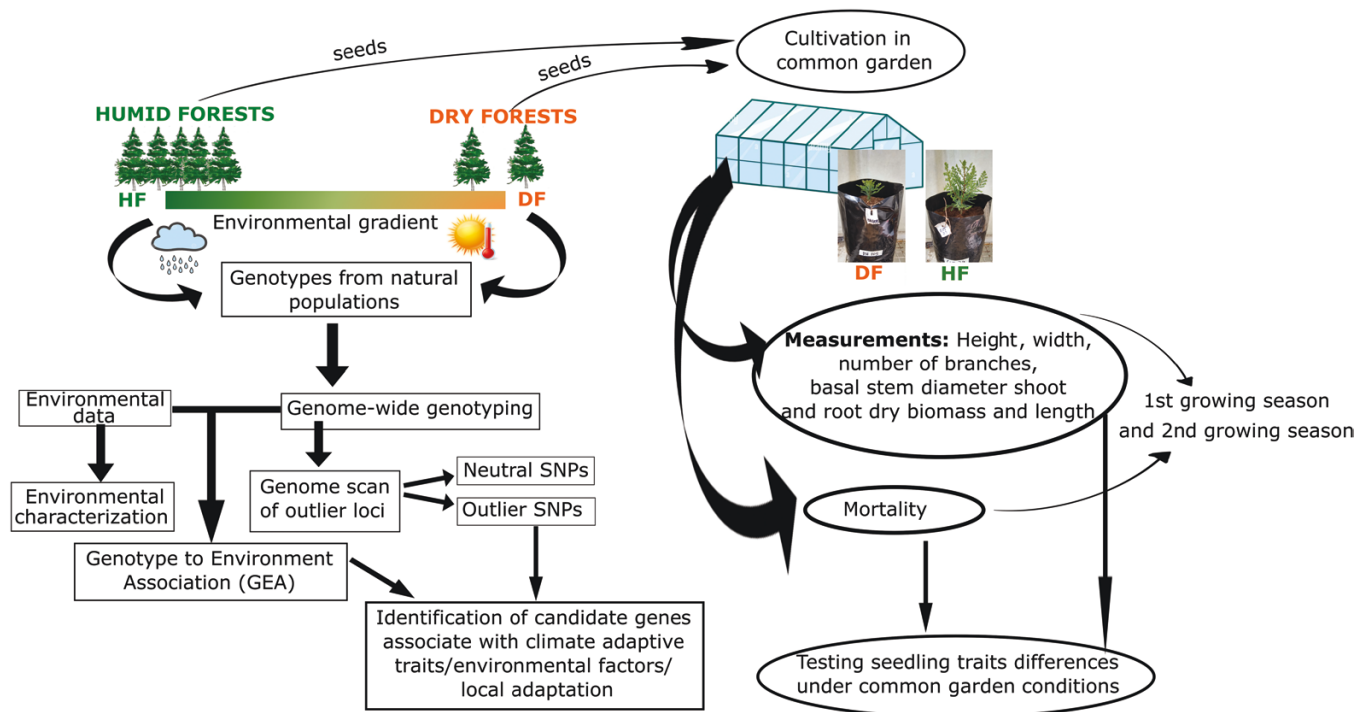 seeds
Cultivation in
common garden
seeds
HUMID FORESTS
DRY FORESTS
HF
DF
Environmental gradient
DF
HF
Genotypes from natural
populations
Measurements: Height, width,
number of branches,
basal stem diameter shoot
and root dry biomass and length
1st growing season
and 2nd growing season
Environmental
data
Genome-wide genotyping
Environmental
characterization
Genome scan
of outlier loci
Neutral SNPs
Outlier SNPs
Mortality
Genotype to Environment
Association (GEA)
Identification of candidate genes
associate with climate adaptive
traits/environmental factors/
local adaptation
Testing seedling traits differences
under common garden conditions